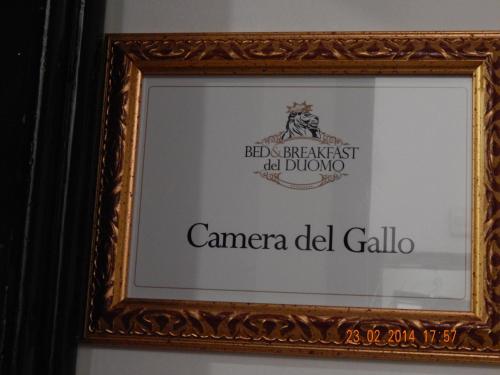 BED&BREAKFAST
del DUOMO
Camera del Gallo
23 02 2014 17:57